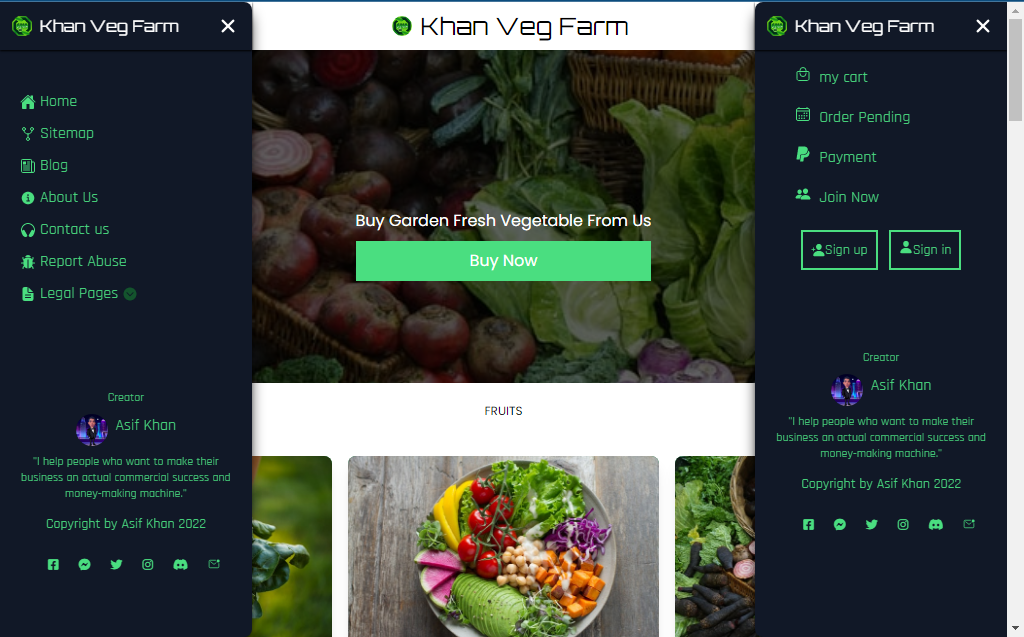 Khan Veg Farm
Home
Sitemap
Blog
About Us
Contact us
Report Abuse
Legal Pages
Creator
Asif Khan
"I help people who want to make their
business an actual commercial success and
money-making machine."
Copyright by Asif Khan 2022
Khan Veg Farm
Buy Garden Fresh Vegetable From Us
Buy Now
FRUITS
Khan Veg Farm
my cart
Order Pending
Payment
Join Now
Sign up Sign in
Creator
Asif Khan
"I help people who want to make their
business an actual commercial success and
money-making machine."
Copyright by Asif Khan 2022